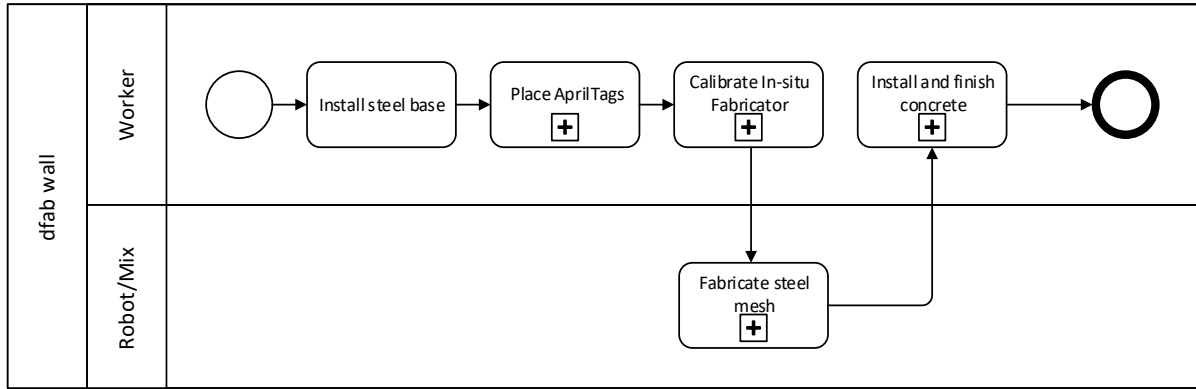 dfab wall
Worker
Install steel base
Place AprilTags
Calibrate In-situ
Fabricator
Install and finish
concrete
Robot/Mix
Fabricate steel
mesh